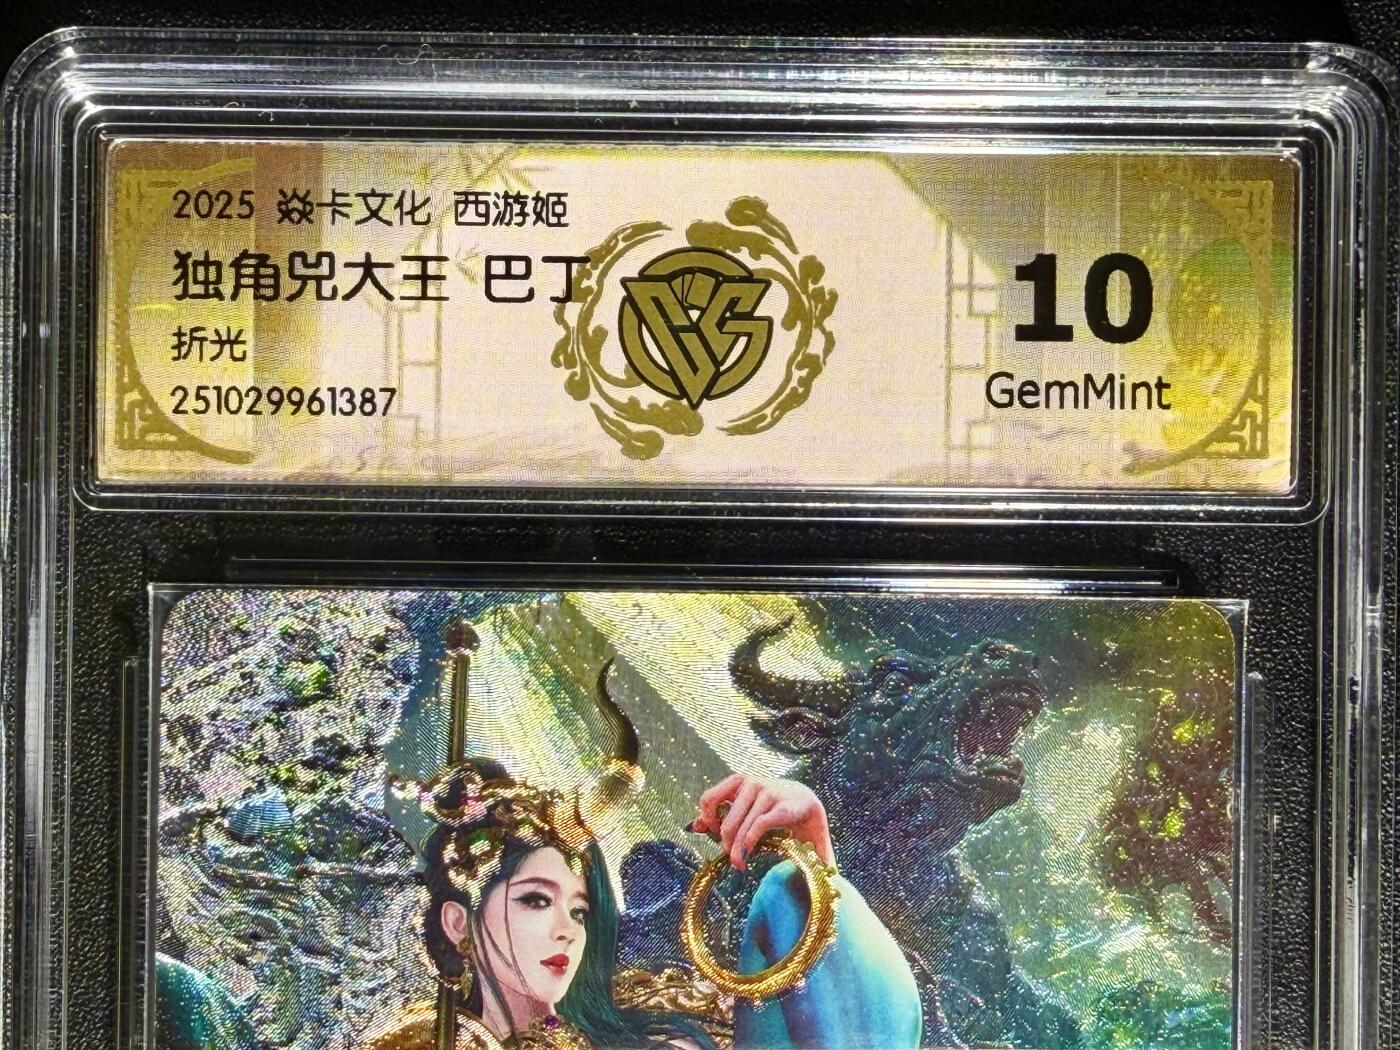 2025 焱卡文化 西游姬
独角兕大王 巴丁
折光
251029961387
10
GemMint